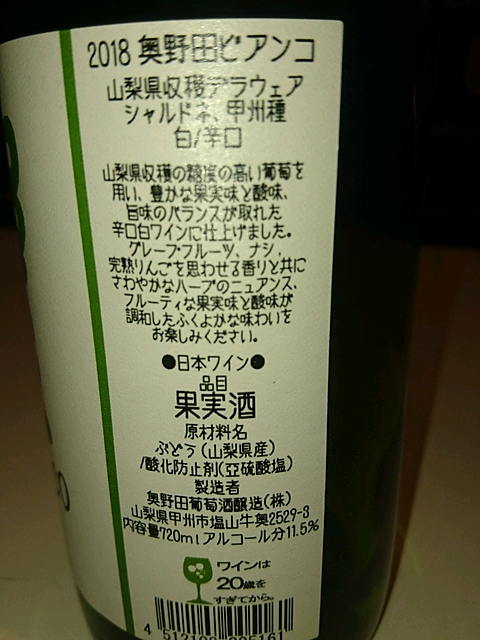 2018 奥野田ビアンコ
山梨県収穫デラウェア
シャルドネ、甲州種
白/辛口
山梨県収穫の糖度の高い葡萄を
用い、豊かな果実味と酸味、
旨味のバランスが取れた
辛口白ワインに仕上げました。
グレープフルーツ、ナシ、
完熟りんごを思わせる香りと共に
さわやかなハーブのニュアンス、
フルーティな果実味と酸味が
調和したふくよかな味わいを
お楽しみください。
●日本ワイン●
品目
果実酒
原材料名
ぶどう(山梨県産)
/酸化防止剤(亞硫酸塩)
製造者
奥野田葡萄酒醸造(株)
山梨県甲州市塩山牛奥2529-3
内容量720mlアルコール分11.5%
ワインは
20歳を
すぎてから。